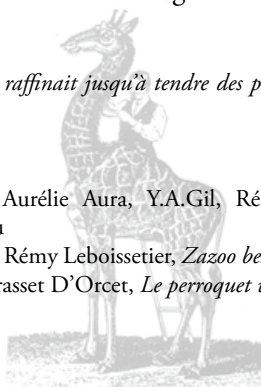 raffinait jusqu'à tendre des p
Aurélie Aura, Y.A.Gil, Ré
Rémy Leboissetier, Zazoo be
rasset D'Orcet, Le perroquet